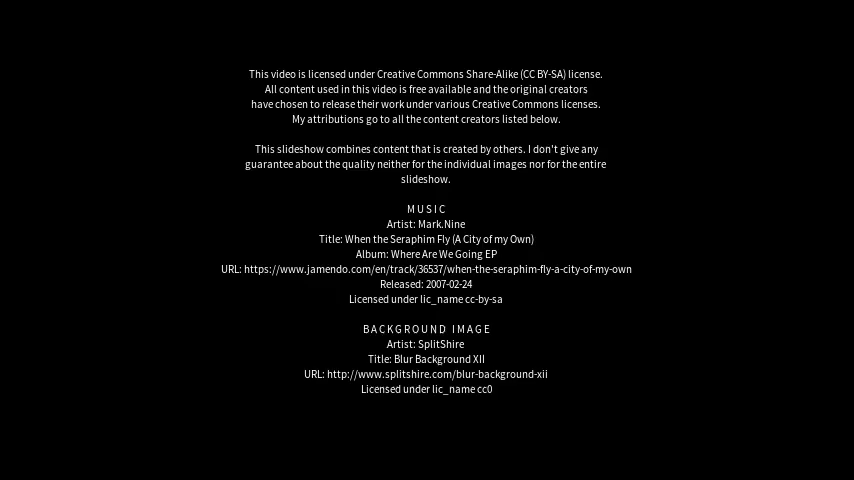 This video is licensed under Creative Commons Share-Alike (CC BY-SA) license.
All content used in this video is free available and the original creators
have chosen to release their work under various Creative Commons licenses.
My attributions go to all the content creators listed below.
This slideshow combines content that is created by others. I don't give any
guarantee about the quality neither for the individual images nor for the entire
slideshow.
MUSIC
Artist: Mark.Nine
Title: When the Seraphim Fly (A City of my Own)
Album: Where Are We Going EP
URL: https://www.jamendo.com/en/track/36537/when-the-seraphim-fly-a-city-of-my-own
Released: 2007-02-24
Licensed under lic_name cc-by-sa
BACKGROUND IMAGE
Artist: SplitShire
Title: Blur Background XII
URL: http://www.splitshire.com/blur-background-xii
Licensed under lic_name cc0